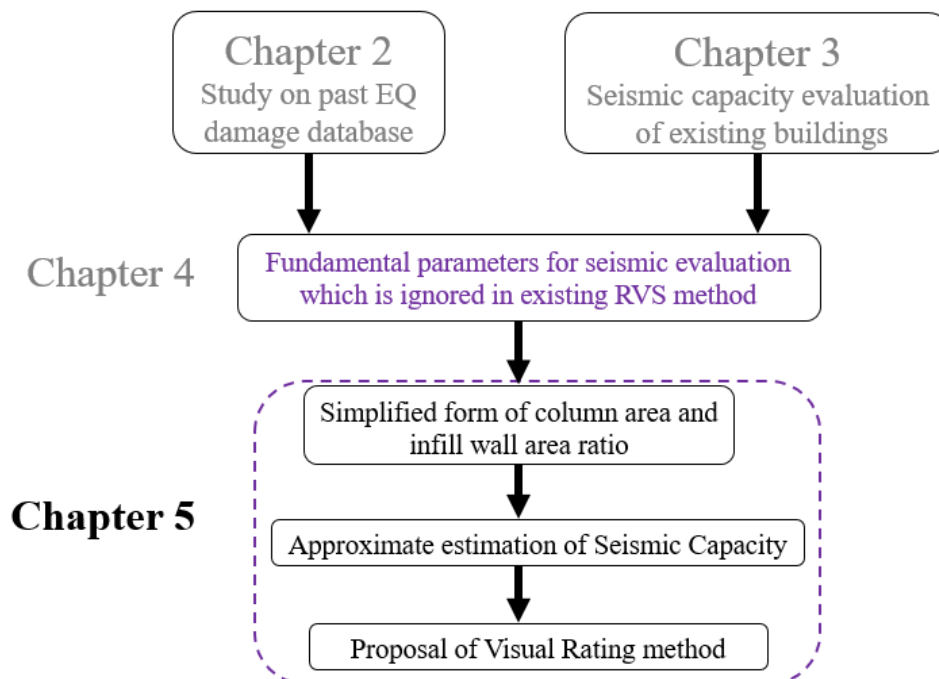 Chapter 2
Study on past EQ
damage database
Chapter 3
Seismic capacity evaluation
of existing buildings
Chapter 4
Fundamental parameters for seismic evaluation
which is ignored in existing RVS method
Simplified form of column area and
infill wall area ratio
Chapter 5
Approximate estimation of Seismic Capacity
Proposal of Visual Rating method